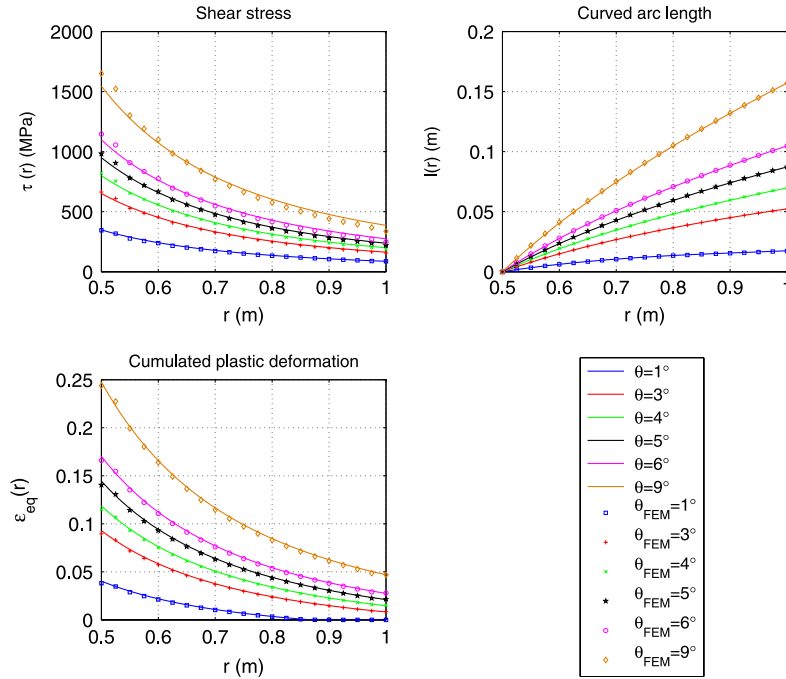 Shear stress
2000
1500
1000
500
0
0.5 0.6 0.7 0.8 0.9 1
τ (r) (MPa)
r (m)
Curved arc length
0.2
0.15
0.1
0.05
0
0.5 0.6 0.7 0.8 0.9 1
l(r) (m)
r (m)
Cumulated plastic deformation
0.25
0.2
0.15
0.1
0.05
0
0.5 0.6 0.7 0.8 0.9 1
ε_eq(r)
r (m)
θ=1°
θ=3°
θ=4°
θ=5°
θ=6°
θ=9°
θ_FEM=1°
θ_FEM=3°
θ_FEM=4°
θ_FEM=5°
θ_FEM=6°
θ_FEM=9°